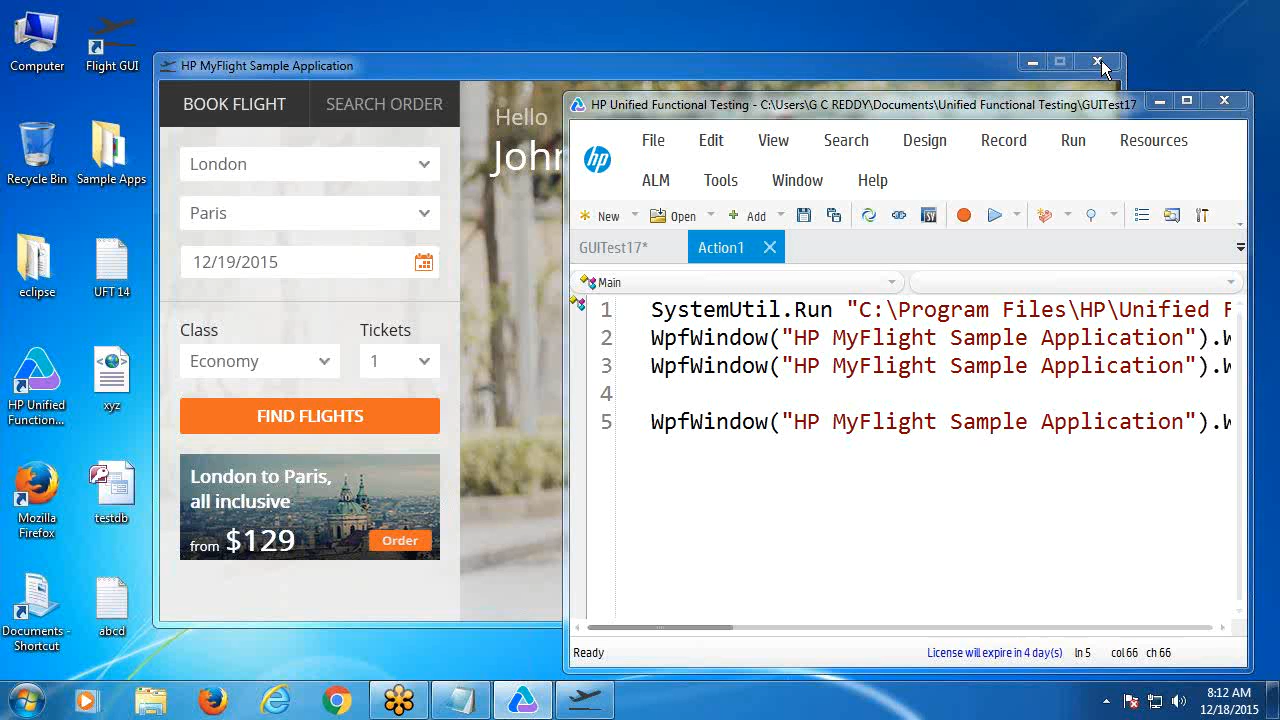 Computer
Flight GUI
Recycle Bin
Sample Apps
eclipse
UFT 14
HP Unified
Function...
xyz
Mozilla
Firefox
testdb
Documents -
Shortcut
abcd
HP MyFlight Sample Application
BOOK FLIGHT
SEARCH ORDER
London
Paris
12/19/2015
Class
Tickets
Economy
1
FIND FLIGHTS
London to Paris,
all inclusive
from $129
Order
Hello
John
HP Unified Functional Testing - C:\Users\G C REDDY\Documents\Unified Functional Testing\GUITest17
hp
File Edit View Search Design Record Run Resources
ALM Tools Window Help
New Open Add
GUITest17*
Action1
Main
1 SystemUtil.Run "C:\Program Files\HP\Unified F
2 WpfWindow("HP MyFlight Sample Application").W
3 WpfWindow("HP MyFlight Sample Application").W
4
5 WpfWindow("HP MyFlight Sample Application").W
Ready
License will expire in 4 day(s)
ln 5 col 66 ch 66
8:12 AM
12/18/2015